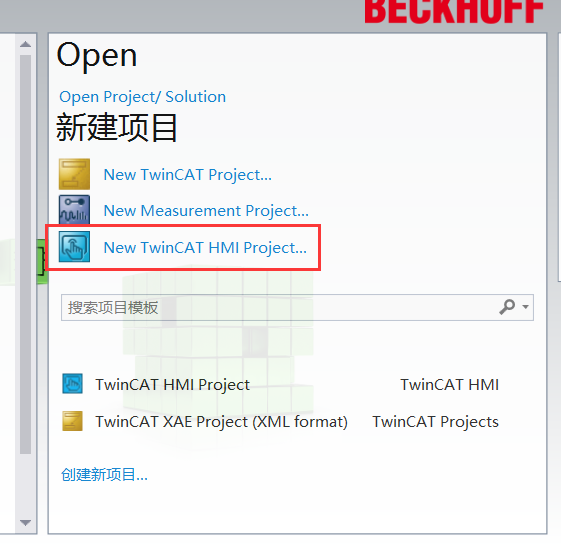 BECKHOFF
Open
Open Project/ Solution
新建项目
New TwinCAT Project...
New Measurement Project...
New TwinCAT HMI Project...
搜索项目模板
TwinCAT HMI Project TwinCAT HMI
TwinCAT XAE Project (XML format) TwinCAT Projects
创建新项目...